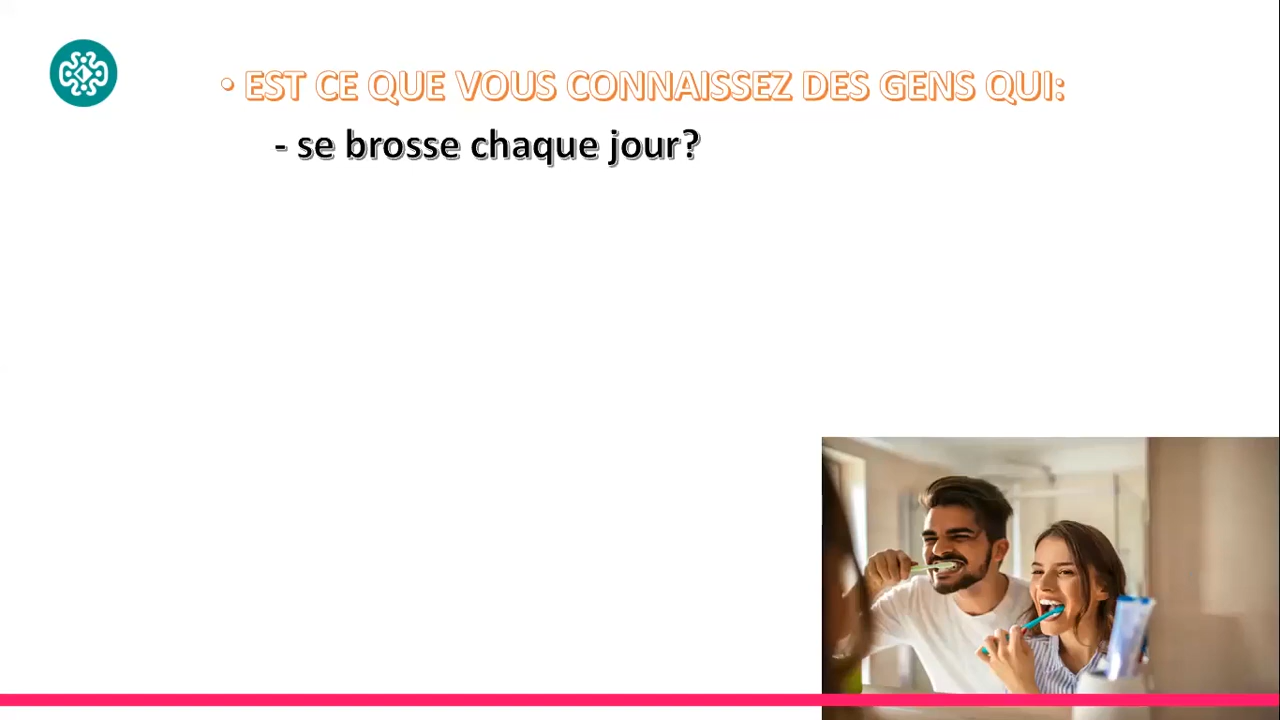 • EST CE QUE VOUS CONNAISSEZ DES GENS QUI:
- se brosse chaque jour?